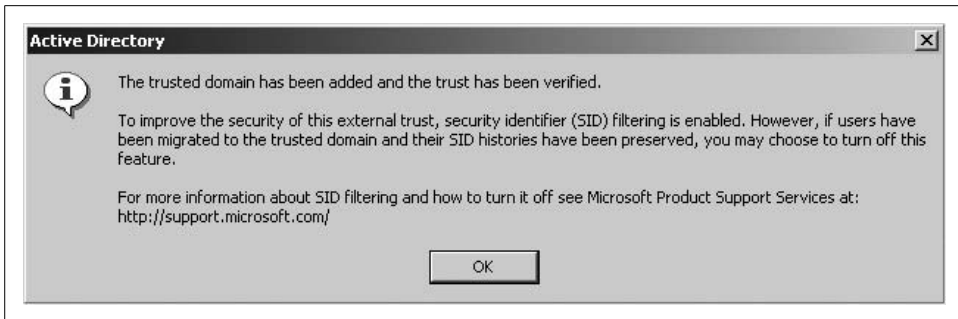 Active Directory
The trusted domain has been added and the trust has been verified.
To improve the security of this external trust, security identifier (SID) filtering is enabled. However, if users have
been migrated to the trusted domain and their SID histories have been preserved, you may choose to turn off this
feature.
For more information about SID filtering and how to turn it off see Microsoft Product Support Services at:
http://support.microsoft.com/
OK